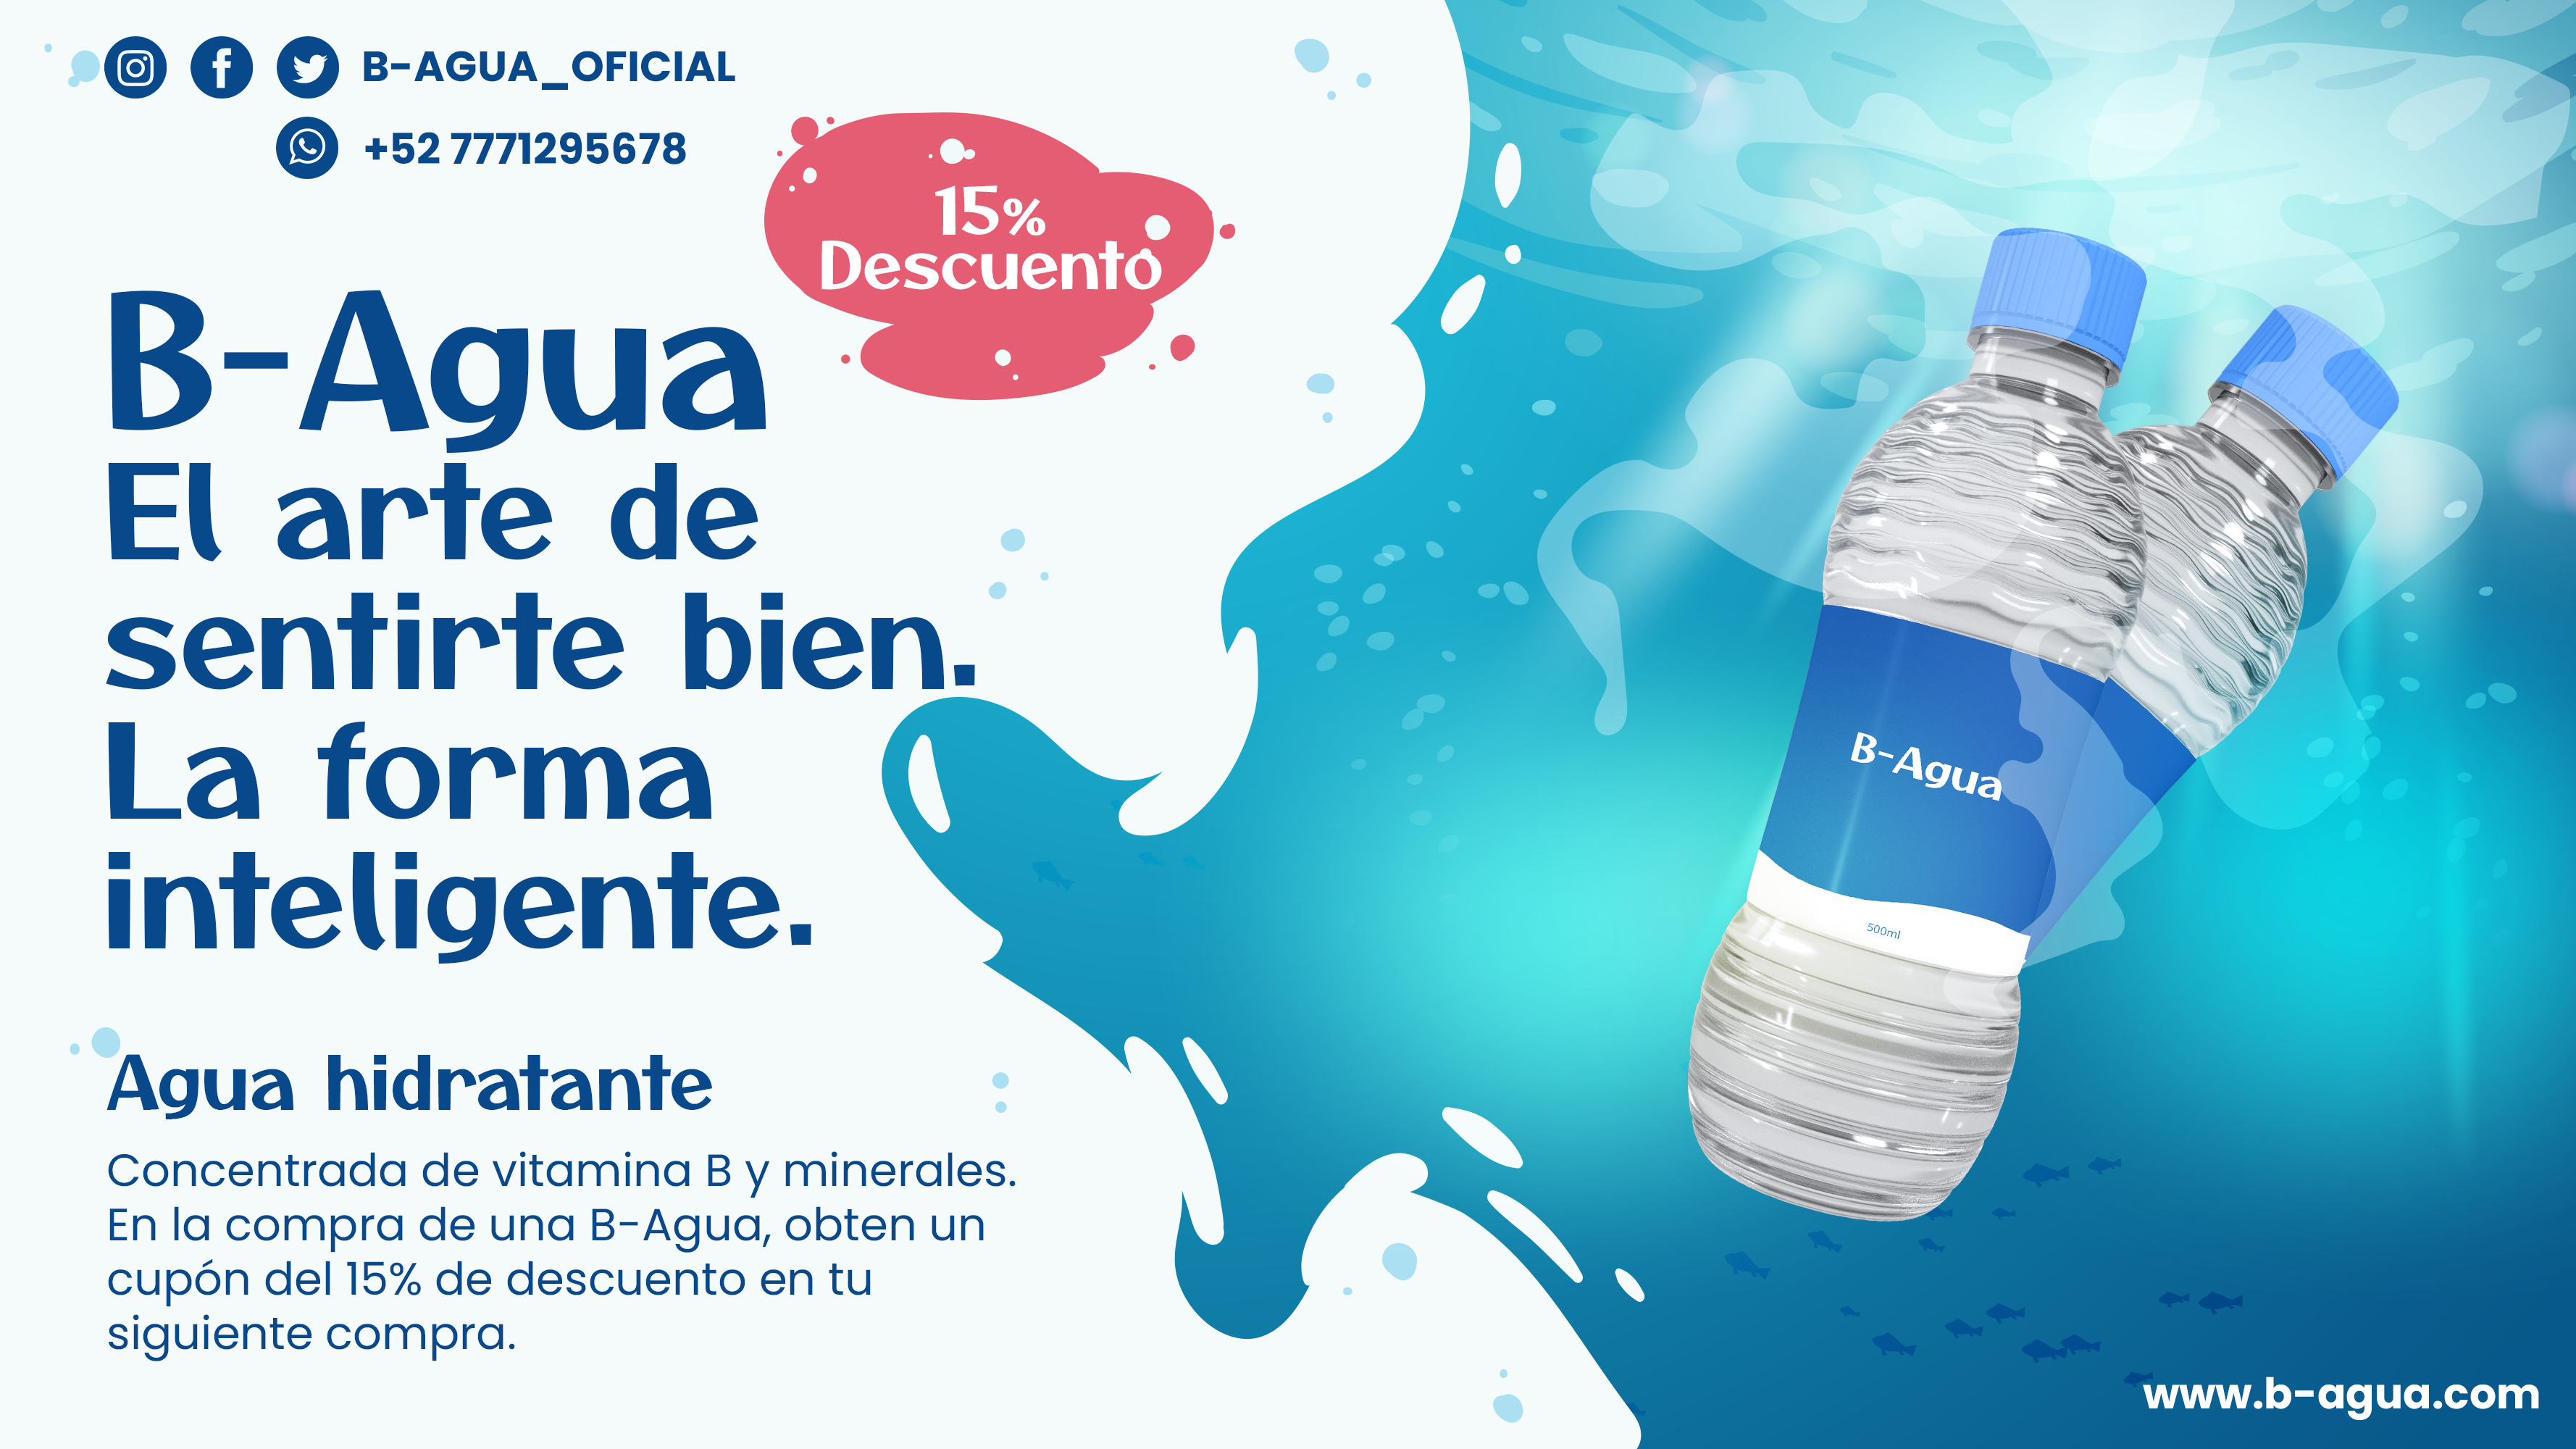 B-AGUA_OFICIAL
+52 7771295678
15%
Descuento
B-Agua
El arte de
sentirte bien.
La forma
inteligente.
Agua hidratante
Concentrada de vitamina B y minerales.
En la compra de una B-Agua, obten un
cupón del 15% de descuento en tu
siguiente compra.
B-Agua
500ml
www.b-agua.com